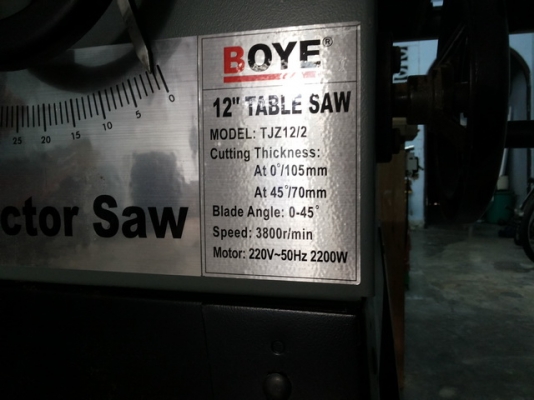 BOYE®
12" TABLE SAW
MODEL: TJZ12/2
Cutting Thickness:
At 0°/105mm
At 45°/70mm
Blade Angle: 0-45°
Speed: 3800r/min
Motor: 220V~50Hz 2200W
25 20 15 10 5 0
ctor Saw